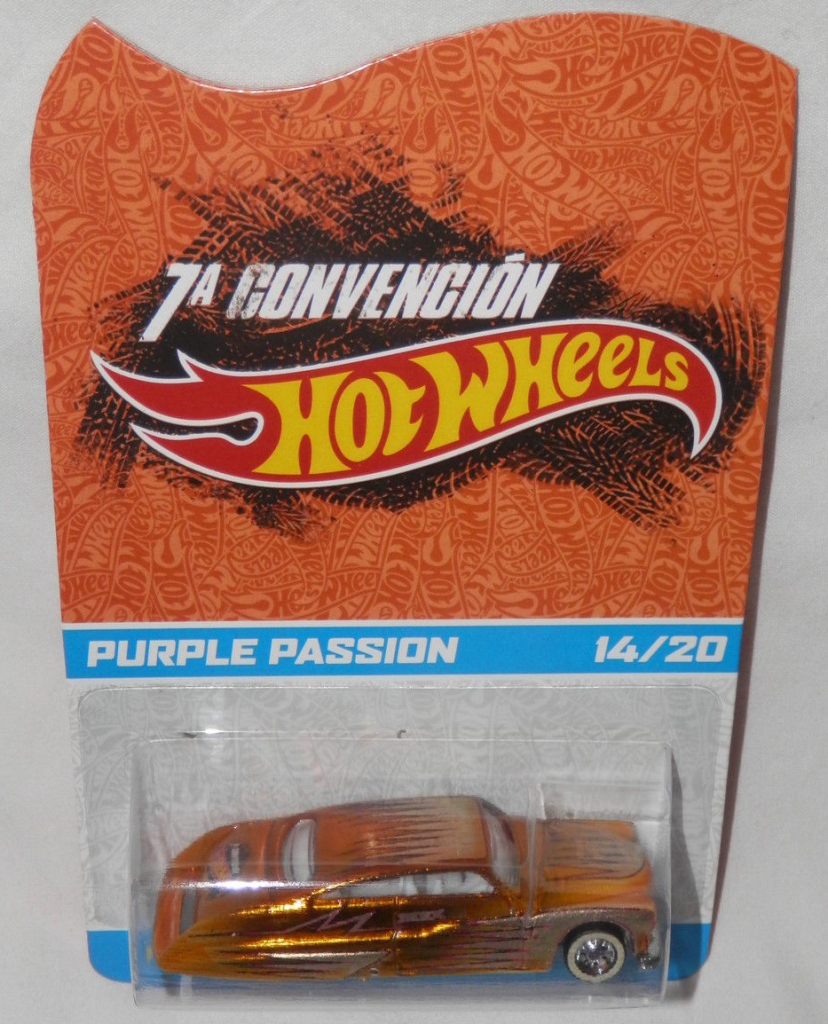 7A CONVENCIÓN
HOT WHEELS
PURPLE PASSION 14/20